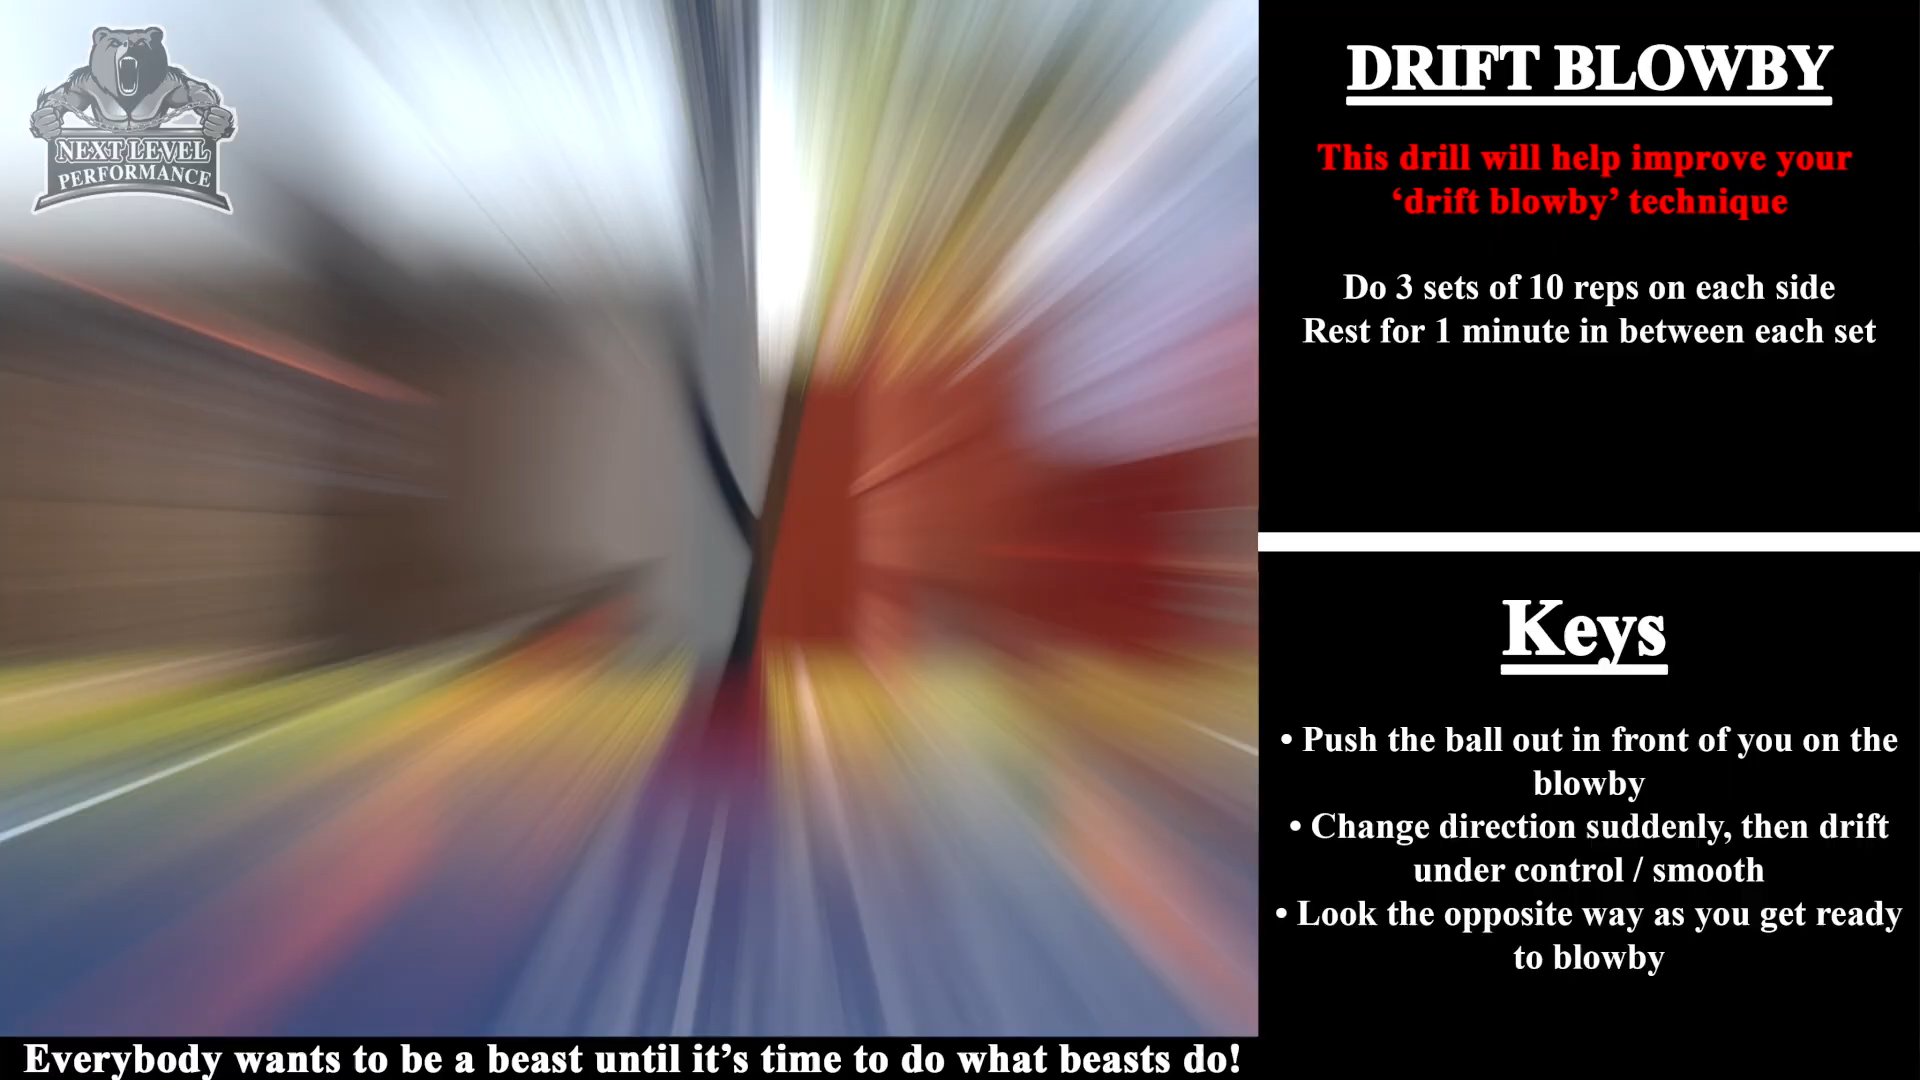 NEXT LEVEL
PERFORMANCE
DRIFT BLOWBY
This drill will help improve your
‘drift blowby’ technique
Do 3 sets of 10 reps on each side
Rest for 1 minute in between each set
Keys
• Push the ball out in front of you on the
blowby
• Change direction suddenly, then drift
under control / smooth
• Look the opposite way as you get ready
to blowby
Everybody wants to be a beast until it’s time to do what beasts do!